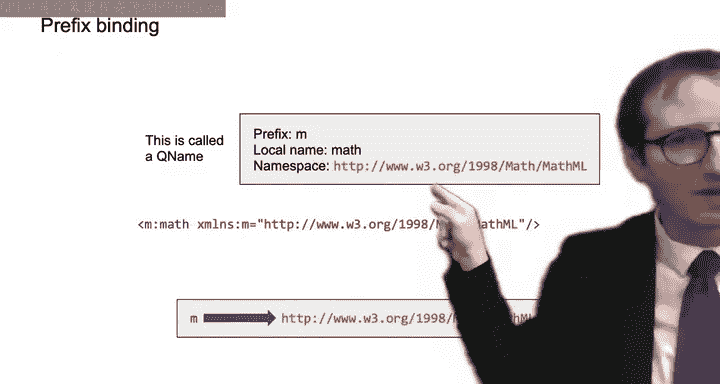 Prefix binding
This is called
a QName
Prefix: m
Local name: math
Namespace: http://www.w3.org/1998/Math/MathML
<m:math xmlns:m="http://www.w3.org/1998/M athML"/>
m http://www.w3.org/1998/